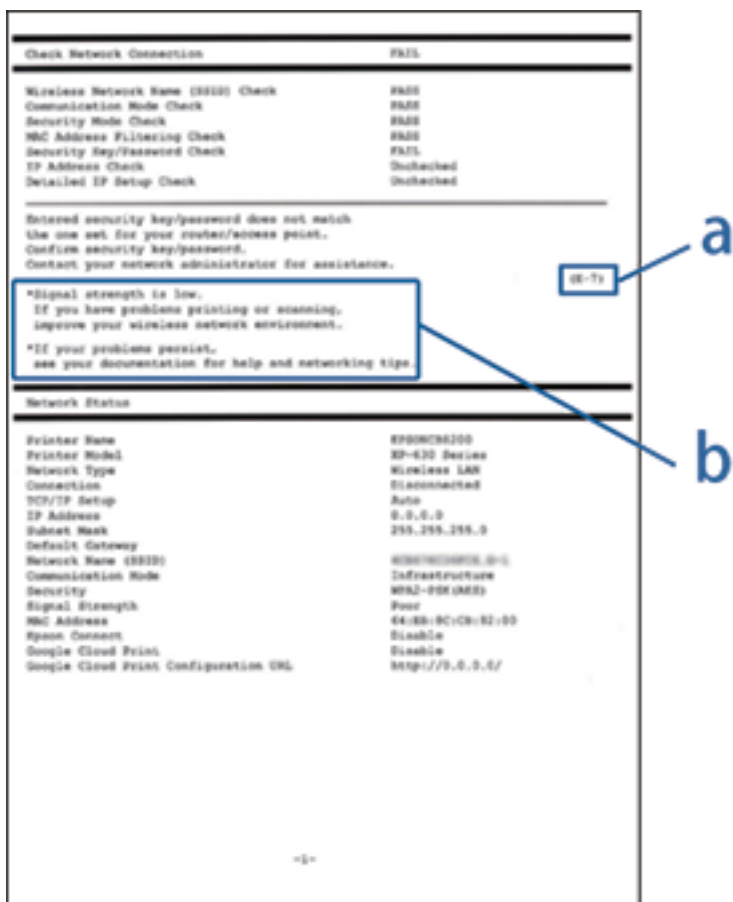 Check Network Connection FAIL
Wireless Network Name (SSID) Check PASS
Communication Mode Check PASS
Security Mode Check PASS
MAC Address Filtering Check PASS
Security Key/Password Check FAIL
IP Address Check Unchecked
Detailed IP Setup Check Unchecked
Entered security key/password does not match
the one set for your router/access point.
Confirm security key/password.
Contact your network administrator for assistance.
(E-7)
a
*Signal strength is low.
If you have problems printing or scanning,
improve your wireless network environment.
*If your problems persist,
see your documentation for help and networking tips.
b
Network Status
Printer Name
Printer Model XP-630 Series
Network Type Wireless LAN
Connection Disconnected
TCP/IP Setup Auto
IP Address 0.0.0.0
Subnet Mask 255.255.255.0
Default Gateway
Network Name (SSID)
Communication Mode Infrastructure
Security WPA2-PSK(AES)
Signal Strength Poor
MAC Address
Epson Connect Disable
Google Cloud Print Disable
Google Cloud Print Configuration URL http://0.0.0.0/
-1-